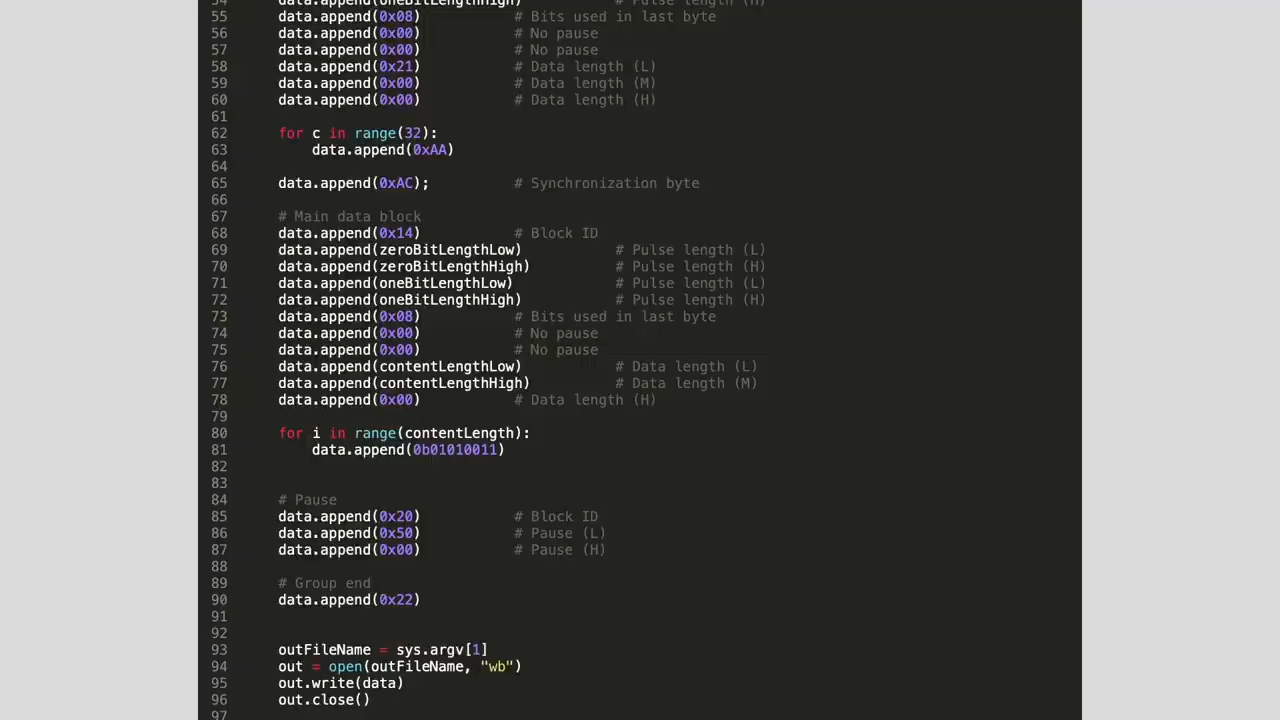 54 data.append(oneBitLengthHigh) # Pulse length (H)
55 data.append(0x08) # Bits used in last byte
56 data.append(0x00) # No pause
57 data.append(0x00) # No pause
58 data.append(0x21) # Data length (L)
59 data.append(0x00) # Data length (M)
60 data.append(0x00) # Data length (H)
61
62 for c in range(32):
63 data.append(0xAA)
64
65 data.append(0xAC); # Synchronization byte
66
67 # Main data block
68 data.append(0x14) # Block ID
69 data.append(zeroBitLengthLow) # Pulse length (L)
70 data.append(zeroBitLengthHigh) # Pulse length (H)
71 data.append(oneBitLengthLow) # Pulse length (L)
72 data.append(oneBitLengthHigh) # Pulse length (H)
73 data.append(0x08) # Bits used in last byte
74 data.append(0x00) # No pause
75 data.append(0x00) # No pause
76 data.append(contentLengthLow) # Data length (L)
77 data.append(contentLengthHigh) # Data length (M)
78 data.append(0x00) # Data length (H)
79
80 for i in range(contentLength):
81 data.append(0b01010011)
82
83
84 # Pause
85 data.append(0x20) # Block ID
86 data.append(0x50) # Pause (L)
87 data.append(0x00) # Pause (H)
88
89 # Group end
90 data.append(0x22)
91
92
93 outFileName = sys.argv[1]
94 out = open(outFileName, "wb")
95 out.write(data)
96 out.close()
97